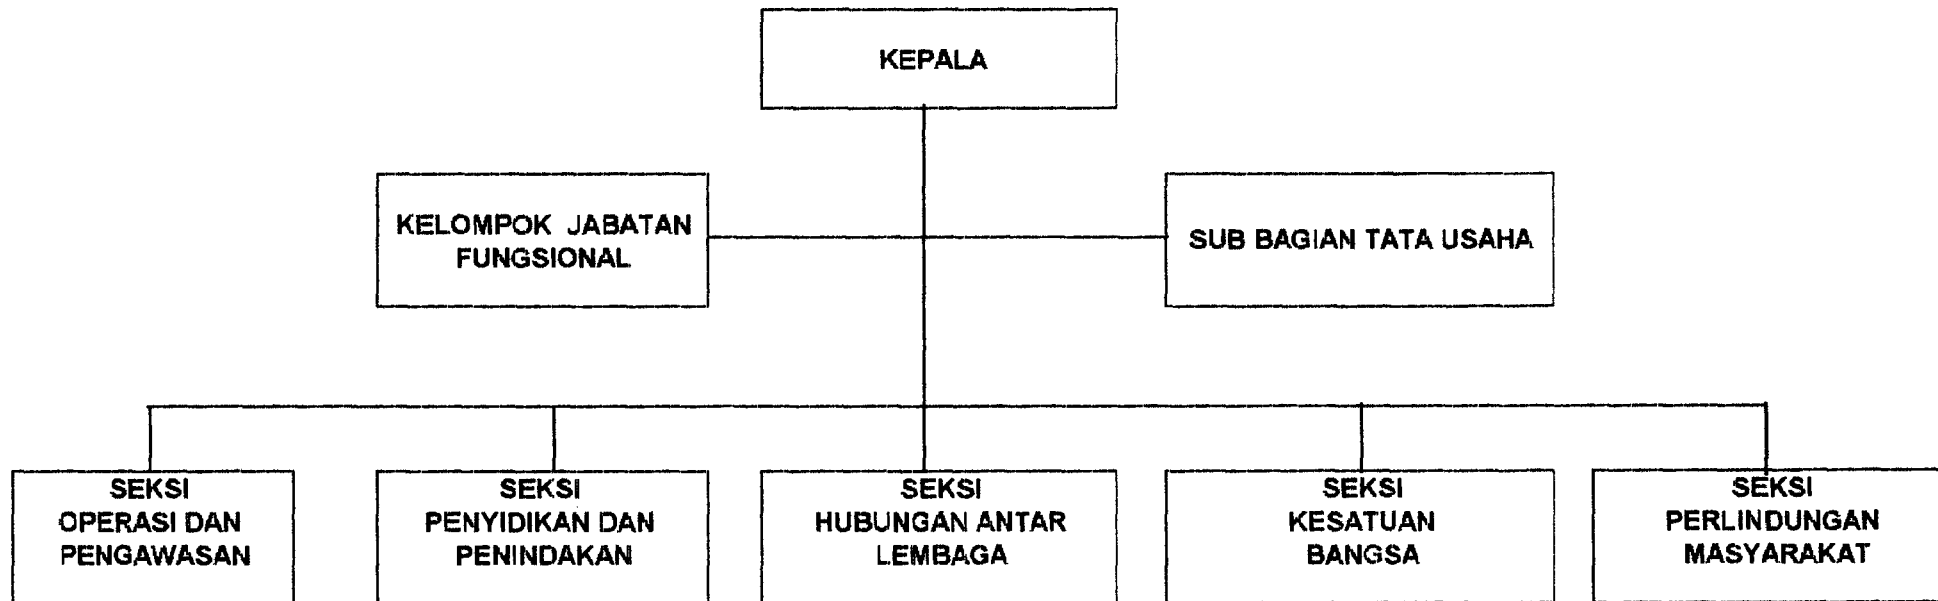 KEPALA
KELOMPOK JABATAN
FUNGSIONAL
SUB BAGIAN TATA USAHA
SEKSI
OPERASI DAN
PENGAWASAN
SEKSI
PENYIDIKAN DAN
PENINDAKAN
SEKSI
HUBUNGAN ANTAR
LEMBAGA
SEKSI
KESATUAN
BANGSA
SEKSI
PERLINDUNGAN
MASYARAKAT